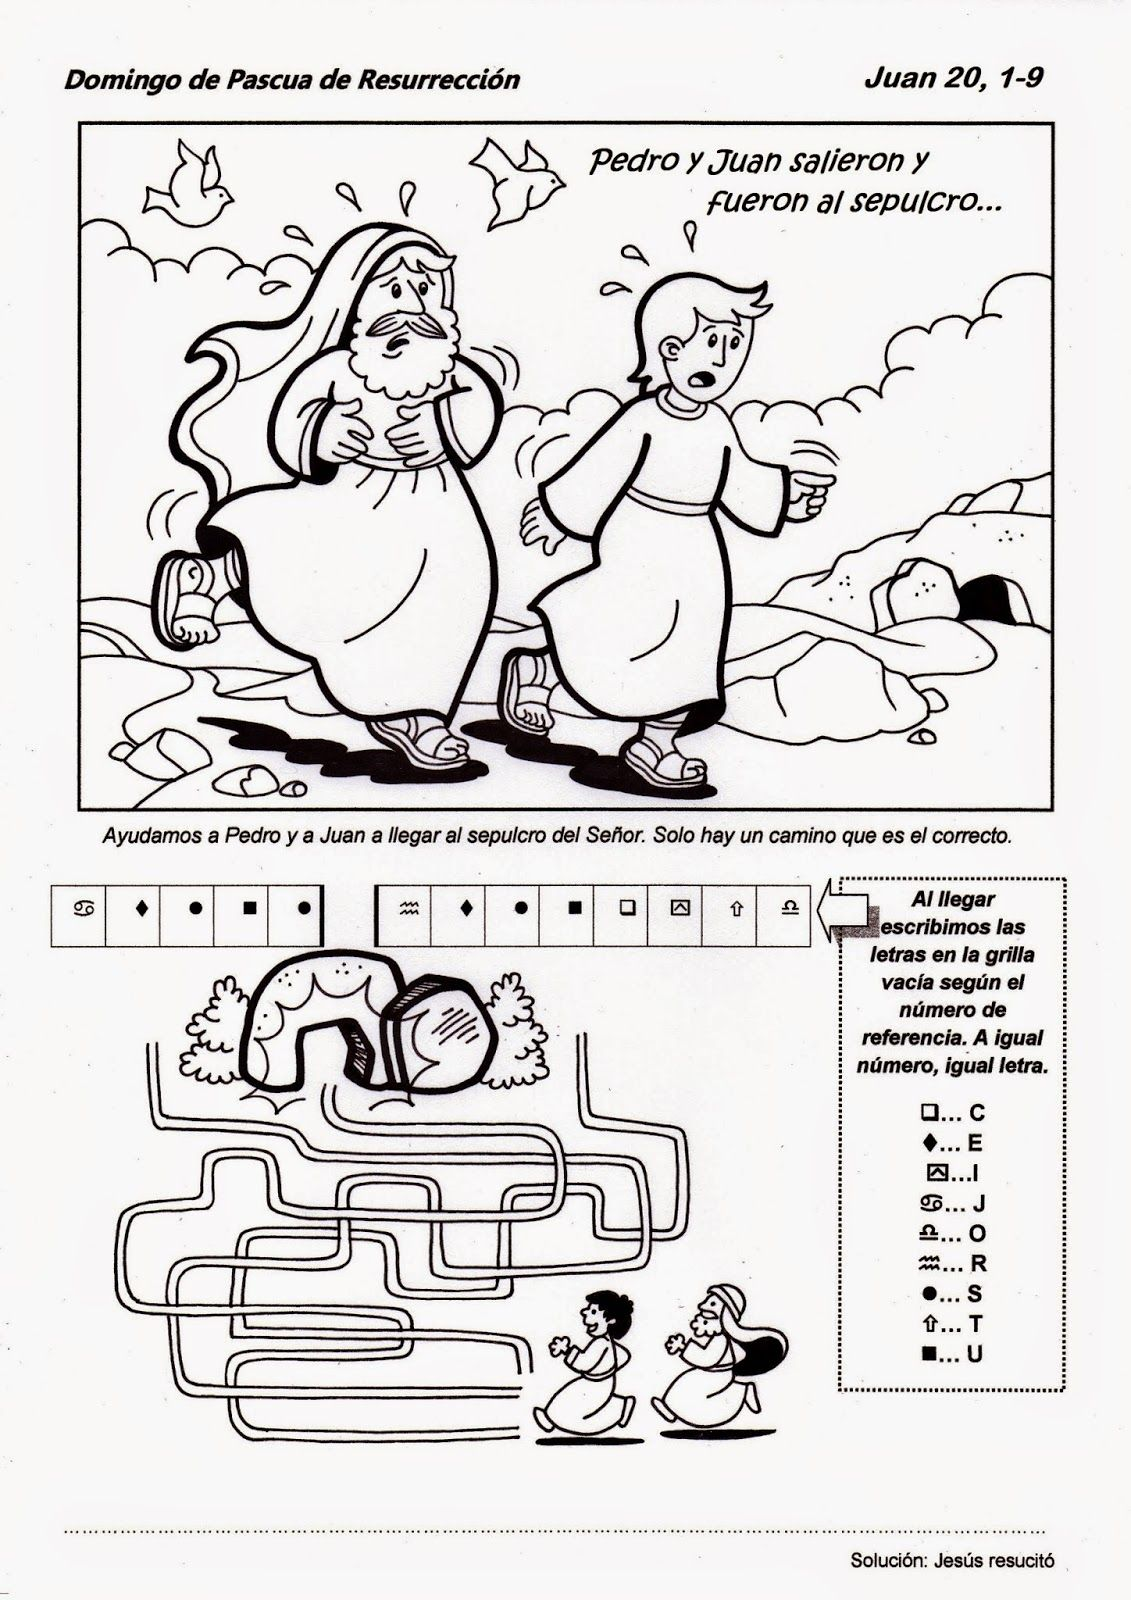 Domingo de Pascua de Resurrección
Juan 20, 1-9
Pedro y Juan salieron y
fueron al sepulcro...
Ayudamos a Pedro y a Juan a llegar al sepulcro del Señor. Solo hay un camino que es el correcto.
Al llegar
escribimos las
letras en la grilla
vacía según el
número de
referencia. A igual
número, igual letra.
❑... C
♦... E
⍓...I
♋... J
♎... O
♒... R
●... S
⇧... T
■... U
Solución: Jesús resucitó